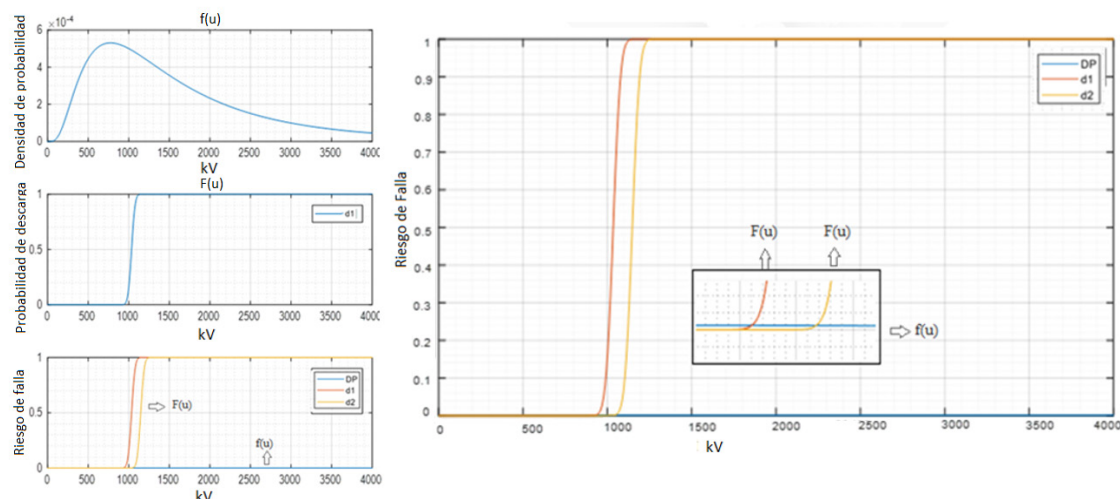 f(u)
×10⁻⁴
Densidad de probabilidad
6
4
2
0
0 500 1000 1500 2000 2500 3000 3500 4000
kV
F(u)
Probabilidad de descarga
1
0.5
0
d1
0 500 1000 1500 2000 2500 3000 3500 4000
kV
Riesgo de falla
1
0.5
0
DP
d1
d2
F(u)
f(u)
0 500 1000 1500 2000 2500 3000 3500 4000
kV
Riesgo de Falla
1
0.9
0.8
0.7
0.6
0.5
0.4
0.3
0.2
0.1
0
DP
d1
d2
F(u) F(u)
f(u)
0 500 1000 1500 2000 2500 3000 3500 4000
kV